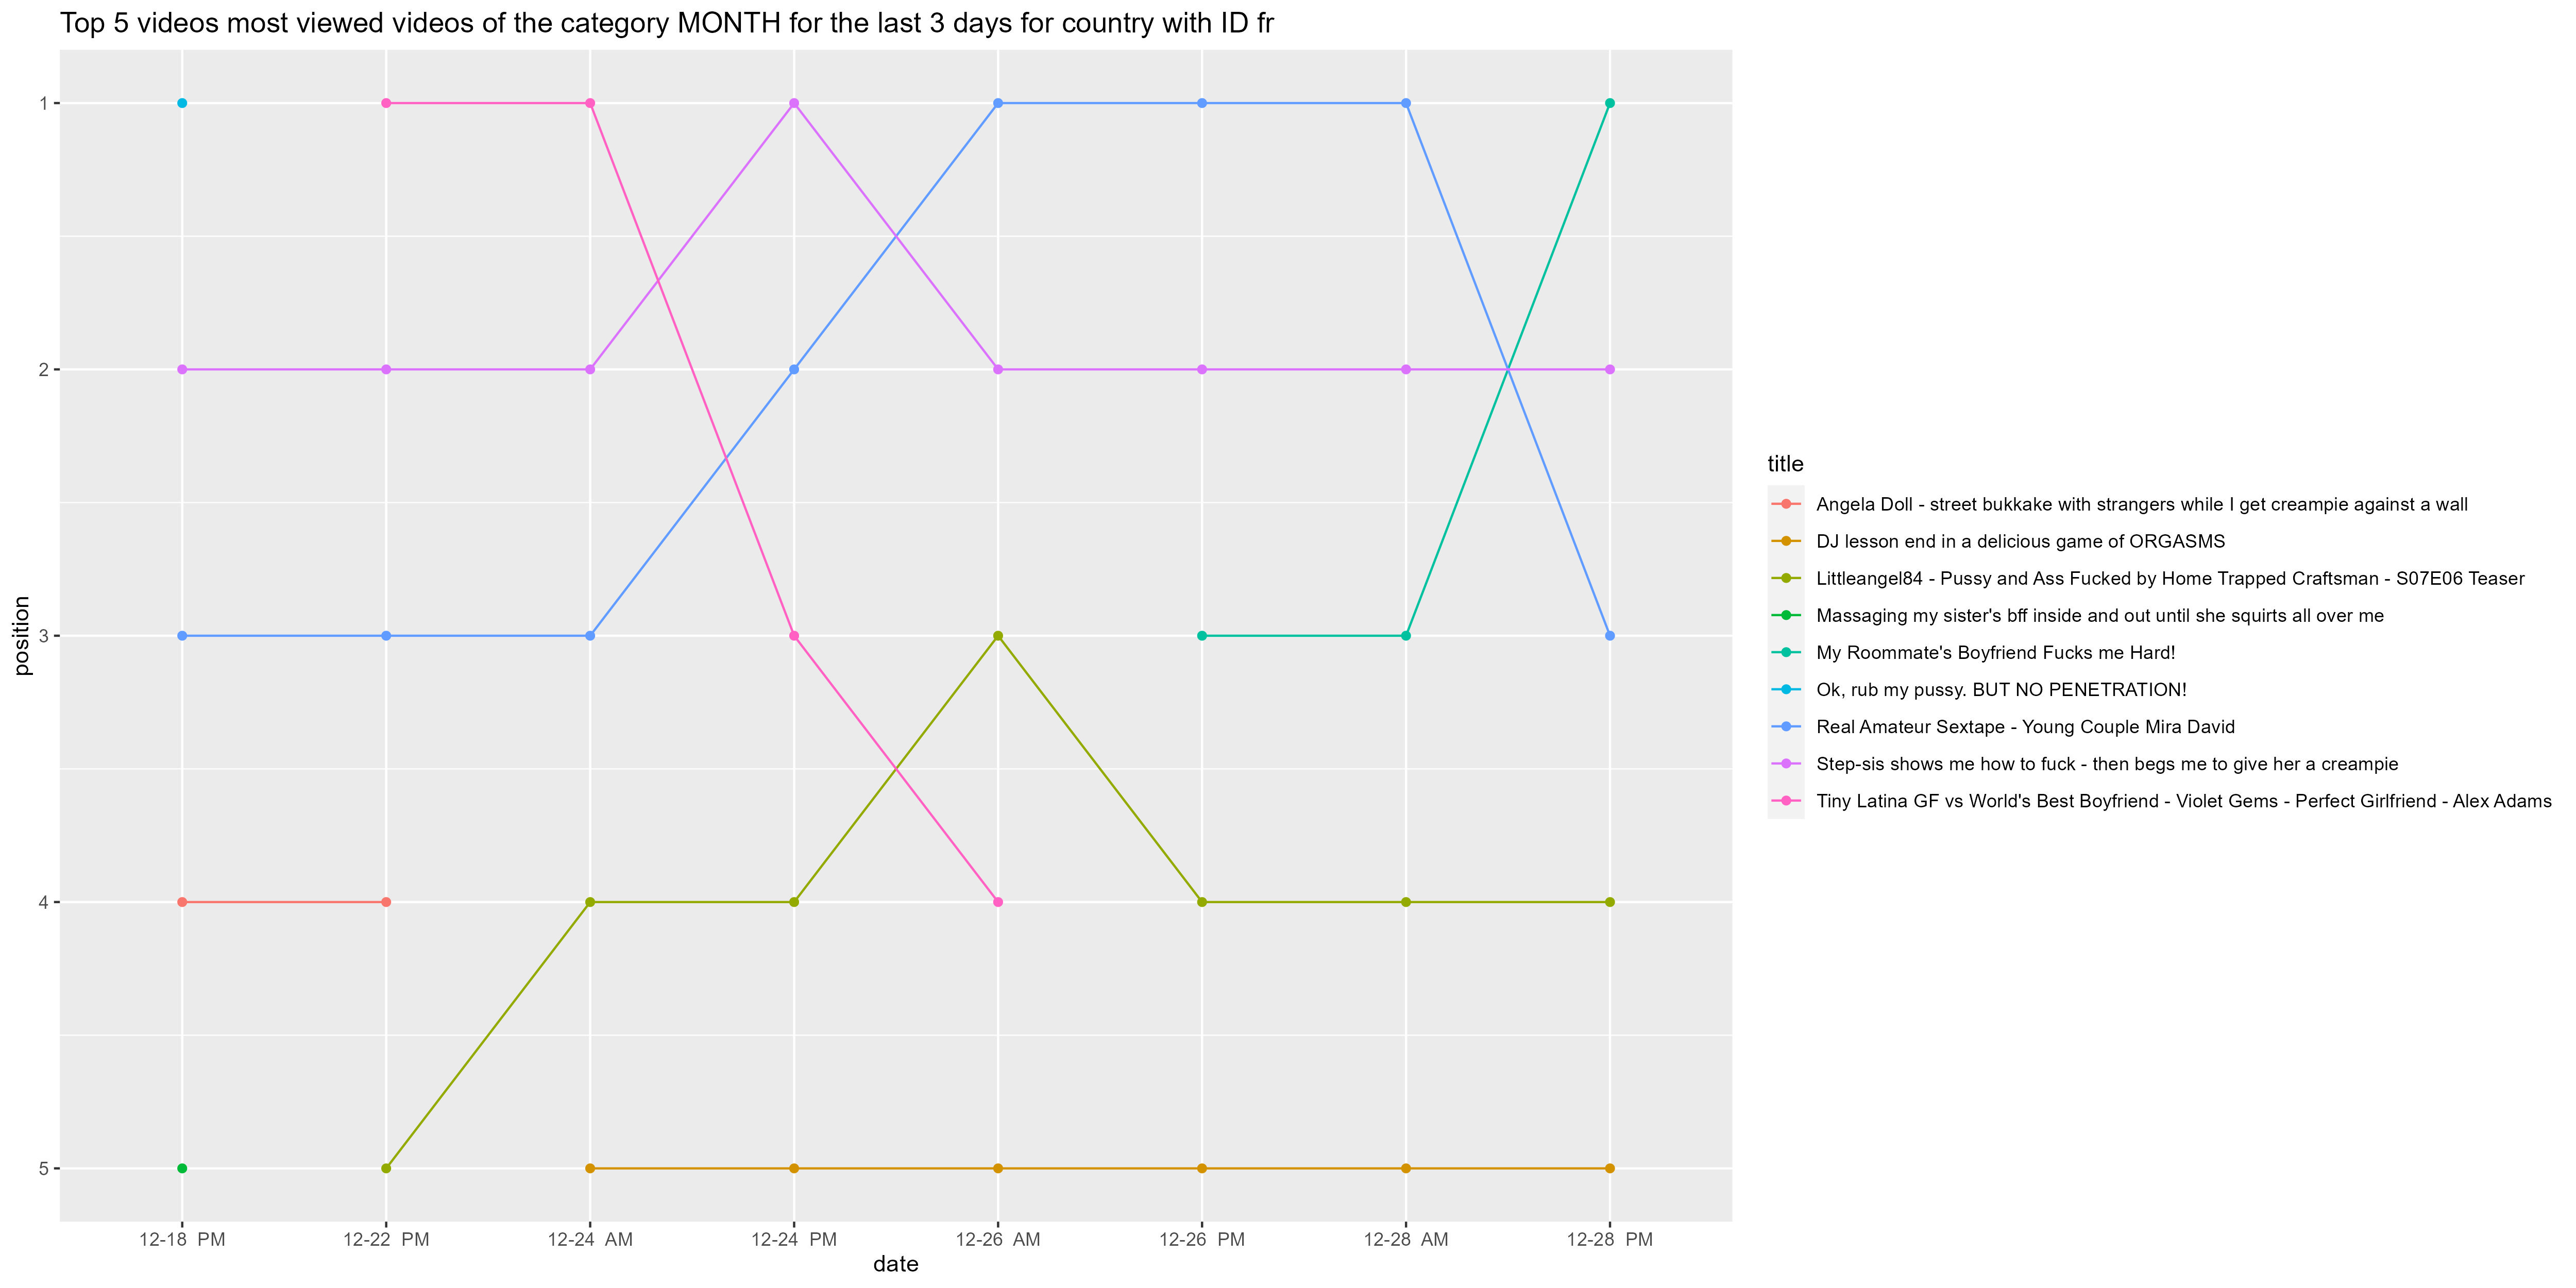 Top 5 videos most viewed videos of the category MONTH for the last 3 days for country with ID fr
1
2
3
4
5
position
12-18 PM
12-22 PM
12-24 AM
12-24 PM
12-26 AM
12-26 PM
12-28 AM
12-28 PM
date
title
Angela Doll - street bukkake with strangers while I get creampie against a wall
DJ lesson end in a delicious game of ORGASMS
Littleangel84 - Pussy and Ass Fucked by Home Trapped Craftsman - S07E06 Teaser
Massaging my sister's bff inside and out until she squirts all over me
My Roommate's Boyfriend Fucks me Hard!
Ok, rub my pussy. BUT NO PENETRATION!
Real Amateur Sextape - Young Couple Mira David
Step-sis shows me how to fuck - then begs me to give her a creampie
Tiny Latina GF vs World's Best Boyfriend - Violet Gems - Perfect Girlfriend - Alex Adams